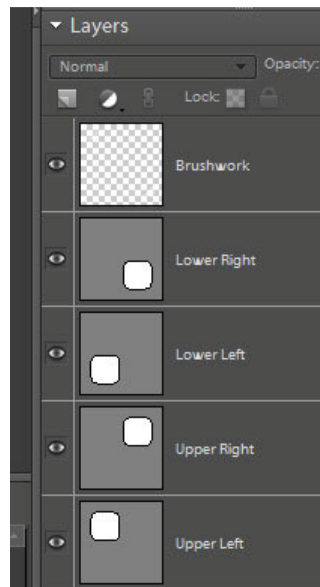 Layers
Normal
Opacity:
Lock:
Brushwork
Lower Right
Lower Left
Upper Right
Upper Left